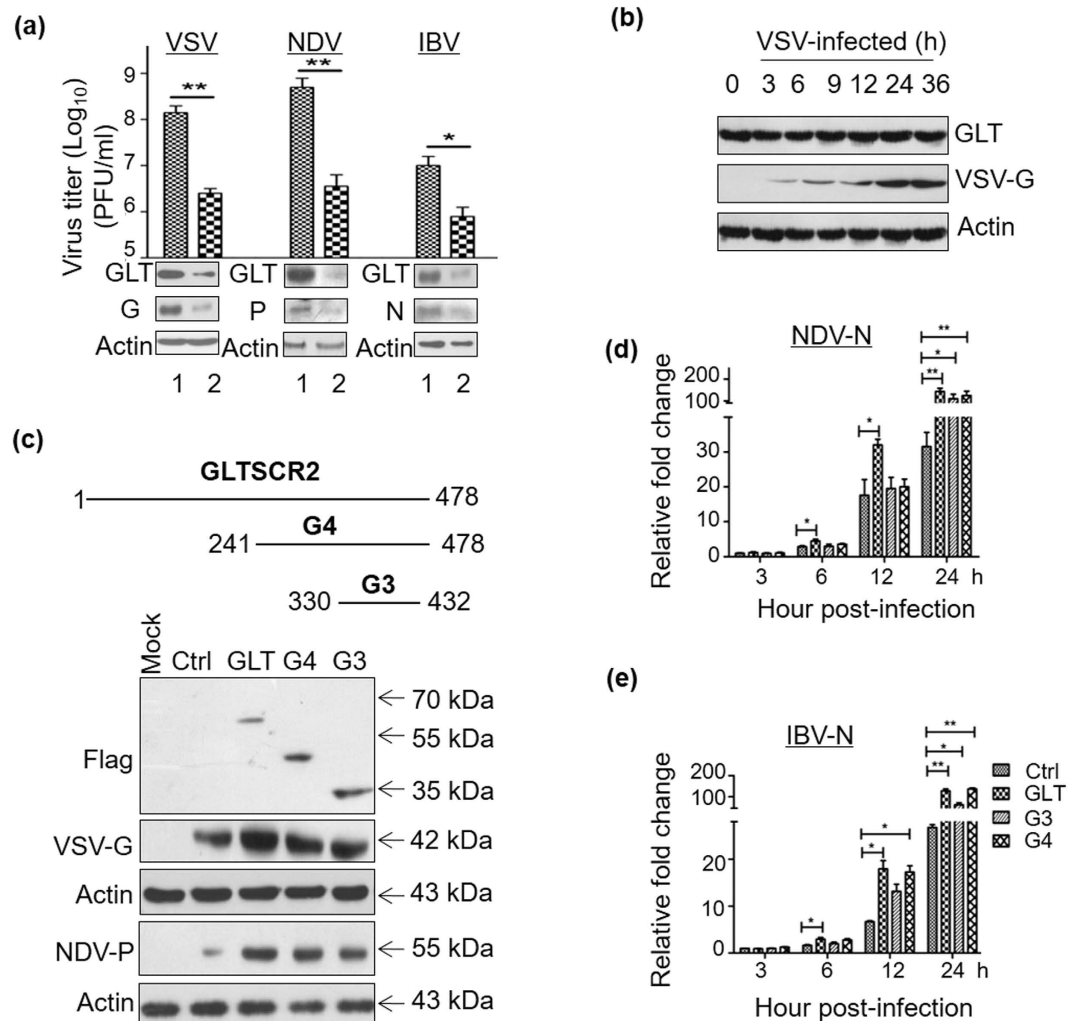 (a)
VSV NDV IBV
** ** *
Virus titer (Log10)
(PFU/ml)
9
8
7
6
5
GLT GLT GLT
G P N
Actin Actin Actin
1 2 1 2 1 2
(b)
VSV-infected (h)
0 3 6 9 12 24 36
GLT
VSV-G
Actin
(c)
GLTSCR2
1 478
G4
241 478
G3
330 432
Mock Ctrl GLT G4 G3
Flag
70 kDa
55 kDa
35 kDa
VSV-G 42 kDa
Actin 43 kDa
NDV-P 55 kDa
Actin 43 kDa
(d)
NDV-N
Relative fold change
200
100
30
20
10
0
* * ** * **
3 6 12 24 h
Hour post-infection
(e)
IBV-N
Relative fold change
200
100
20
10
0
* * * ** * **
3 6 12 24 h
Hour post-infection
Ctrl
GLT
G3
G4